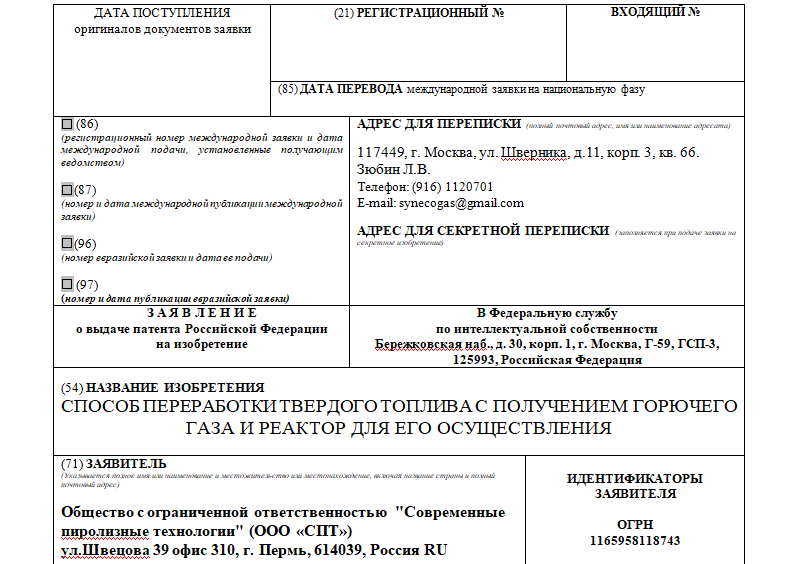 ДАТА ПОСТУПЛЕНИЯ
оригиналов документов заявки
(21) РЕГИСТРАЦИОННЫЙ №
ВХОДЯЩИЙ №
(85) ДАТА ПЕРЕВОДА международной заявки на национальную фазу
(86)
(регистрационный номер международной заявки и дата
международной подачи, установленные получающим
ведомством)
(87)
(номер и дата международной публикации международной
заявки)
(96)
(номер евразийской заявки и дата ее подачи)
(97)
(номер и дата публикации евразийской заявки)
АДРЕС ДЛЯ ПЕРЕПИСКИ (полный почтовый адрес, имя или наименование адресата)
117449, г. Москва, ул. Шверника, д.11, корп. 3, кв. 66.
Зюбин Л.В.
Телефон: (916) 1120701
E-mail: synecogas@gmail.com
АДРЕС ДЛЯ СЕКРЕТНОЙ ПЕРЕПИСКИ (заполняется при подаче заявки на
секретное изобретение)
З А Я В Л Е Н И Е
о выдаче патента Российской Федерации
на изобретение
В Федеральную службу
по интеллектуальной собственности
Бережковская наб., д. 30, корп. 1, г. Москва, Г-59, ГСП-3,
125993, Российская Федерация
(54) НАЗВАНИЕ ИЗОБРЕТЕНИЯ
СПОСОБ ПЕРЕРАБОТКИ ТВЕРДОГО ТОПЛИВА С ПОЛУЧЕНИЕМ ГОРЮЧЕГО
ГАЗА И РЕАКТОР ДЛЯ ЕГО ОСУЩЕСТВЛЕНИЯ
(71) ЗАЯВИТЕЛЬ
(Указывается полное имя или наименование и местожительство или местонахождение, включая название страны и полный
почтовый адрес)
Общество с ограниченной ответственностью "Современные
пиролизные технологии" (ООО «СПТ»)
ул.Швецова 39 офис 310, г. Пермь, 614039, Россия RU
ИДЕНТИФИКАТОРЫ
ЗАЯВИТЕЛЯ
ОГРН
1165958118743